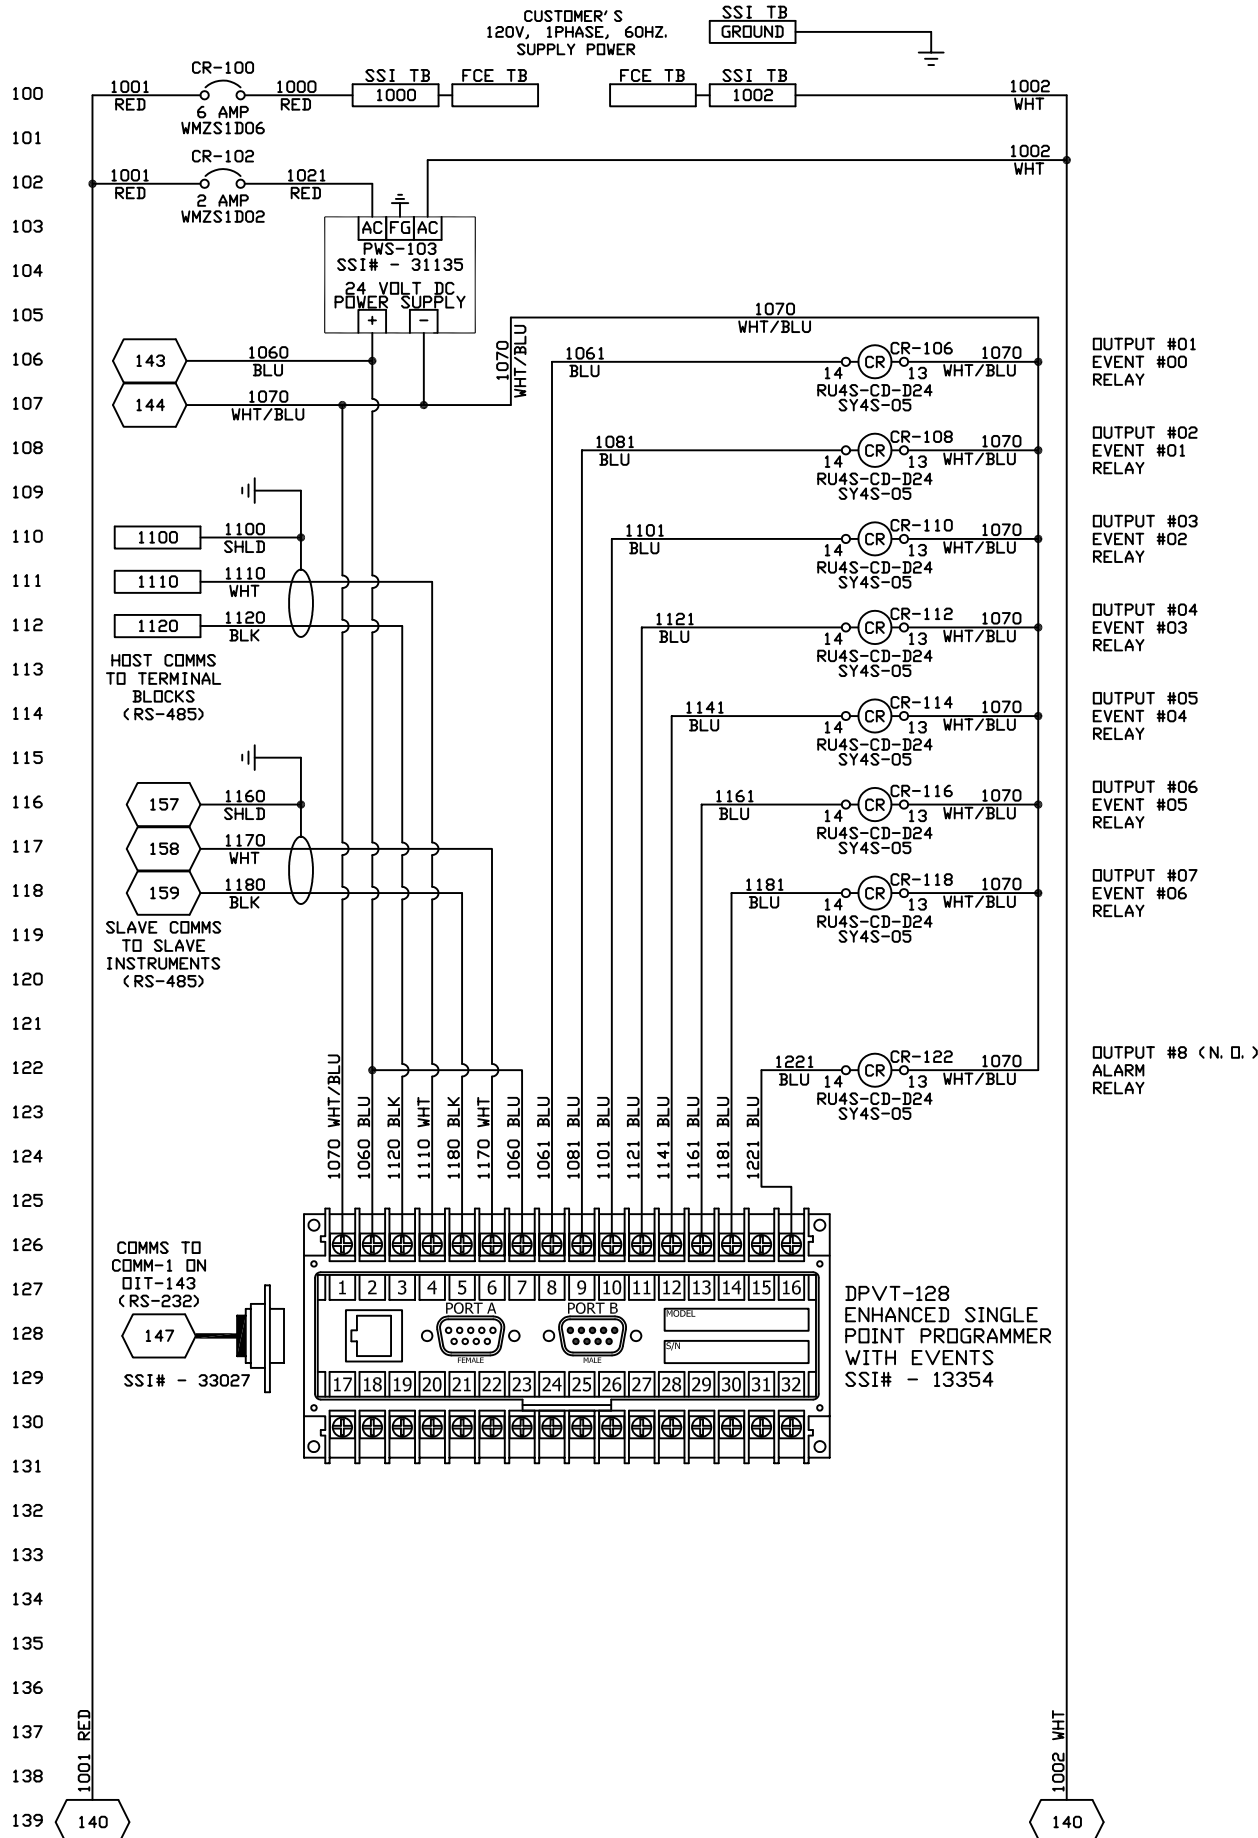 CUSTOMER'S
120V, 1PHASE, 60HZ.
SUPPLY POWER
SSI TB
GROUND
100
1001
RED
CR-100
6 AMP
WMZS1D06
1000
RED
SSI TB
1000
FCE TB
FCE TB
SSI TB
1002
1002
WHT
101
102
1001
RED
CR-102
2 AMP
WMZS1D02
1021
RED
1002
WHT
103
AC FG AC
PWS-103
SSI# - 31135
24 VOLT DC
POWER SUPPLY
+ -
104
105
1070
WHT/BLU
1070
WHT/BLU
106
143
1060
BLU
1061
BLU
14
CR
CR-106
13
1070
WHT/BLU
RU4S-CD-D24
SY4S-05
OUTPUT #01
EVENT #00
RELAY
107
144
1070
WHT/BLU
108
1081
BLU
14
CR
CR-108
13
1070
WHT/BLU
RU4S-CD-D24
SY4S-05
OUTPUT #02
EVENT #01
RELAY
109
110
1100
1100
SHLD
1101
BLU
14
CR
CR-110
13
1070
WHT/BLU
RU4S-CD-D24
SY4S-05
OUTPUT #03
EVENT #02
RELAY
111
1110
1110
WHT
112
1120
1120
BLK
1121
BLU
14
CR
CR-112
13
1070
WHT/BLU
RU4S-CD-D24
SY4S-05
OUTPUT #04
EVENT #03
RELAY
113
HOST COMMS
TO TERMINAL
BLOCKS
(RS-485)
114
1141
BLU
14
CR
CR-114
13
1070
WHT/BLU
RU4S-CD-D24
SY4S-05
OUTPUT #05
EVENT #04
RELAY
115
116
157
1160
SHLD
1161
BLU
14
CR
CR-116
13
1070
WHT/BLU
RU4S-CD-D24
SY4S-05
OUTPUT #06
EVENT #05
RELAY
117
158
1170
WHT
118
159
1180
BLK
1181
BLU
14
CR
CR-118
13
1070
WHT/BLU
RU4S-CD-D24
SY4S-05
OUTPUT #07
EVENT #06
RELAY
119
SLAVE COMMS
TO SLAVE
INSTRUMENTS
(RS-485)
120
121
122
1221
BLU
14
CR
CR-122
13
1070
WHT/BLU
RU4S-CD-D24
SY4S-05
OUTPUT #8 (N.O.)
ALARM
RELAY
123
124
1070 WHT/BLU
1060 BLU
1120 BLK
1110 WHT
1180 BLK
1170 WHT
1060 BLU
1061 BLU
1081 BLU
1101 BLU
1121 BLU
1141 BLU
1161 BLU
1181 BLU
1221 BLU
125
126
COMMS TO
COMM-1 ON
OIT-143
(RS-232)
147
SSI# - 33027
127
1 2 3 4 5 6 7 8 9 10 11 12 13 14 15 16
128
PORT A
FEMALE
PORT B
MALE
MODEL
S/N
DPVT-128
ENHANCED SINGLE
POINT PROGRAMMER
WITH EVENTS
SSI# - 13354
129
17 18 19 20 21 22 23 24 25 26 27 28 29 30 31 32
130
131
132
133
134
135
136
137
138
1001 RED
1002 WHT
139
140
140